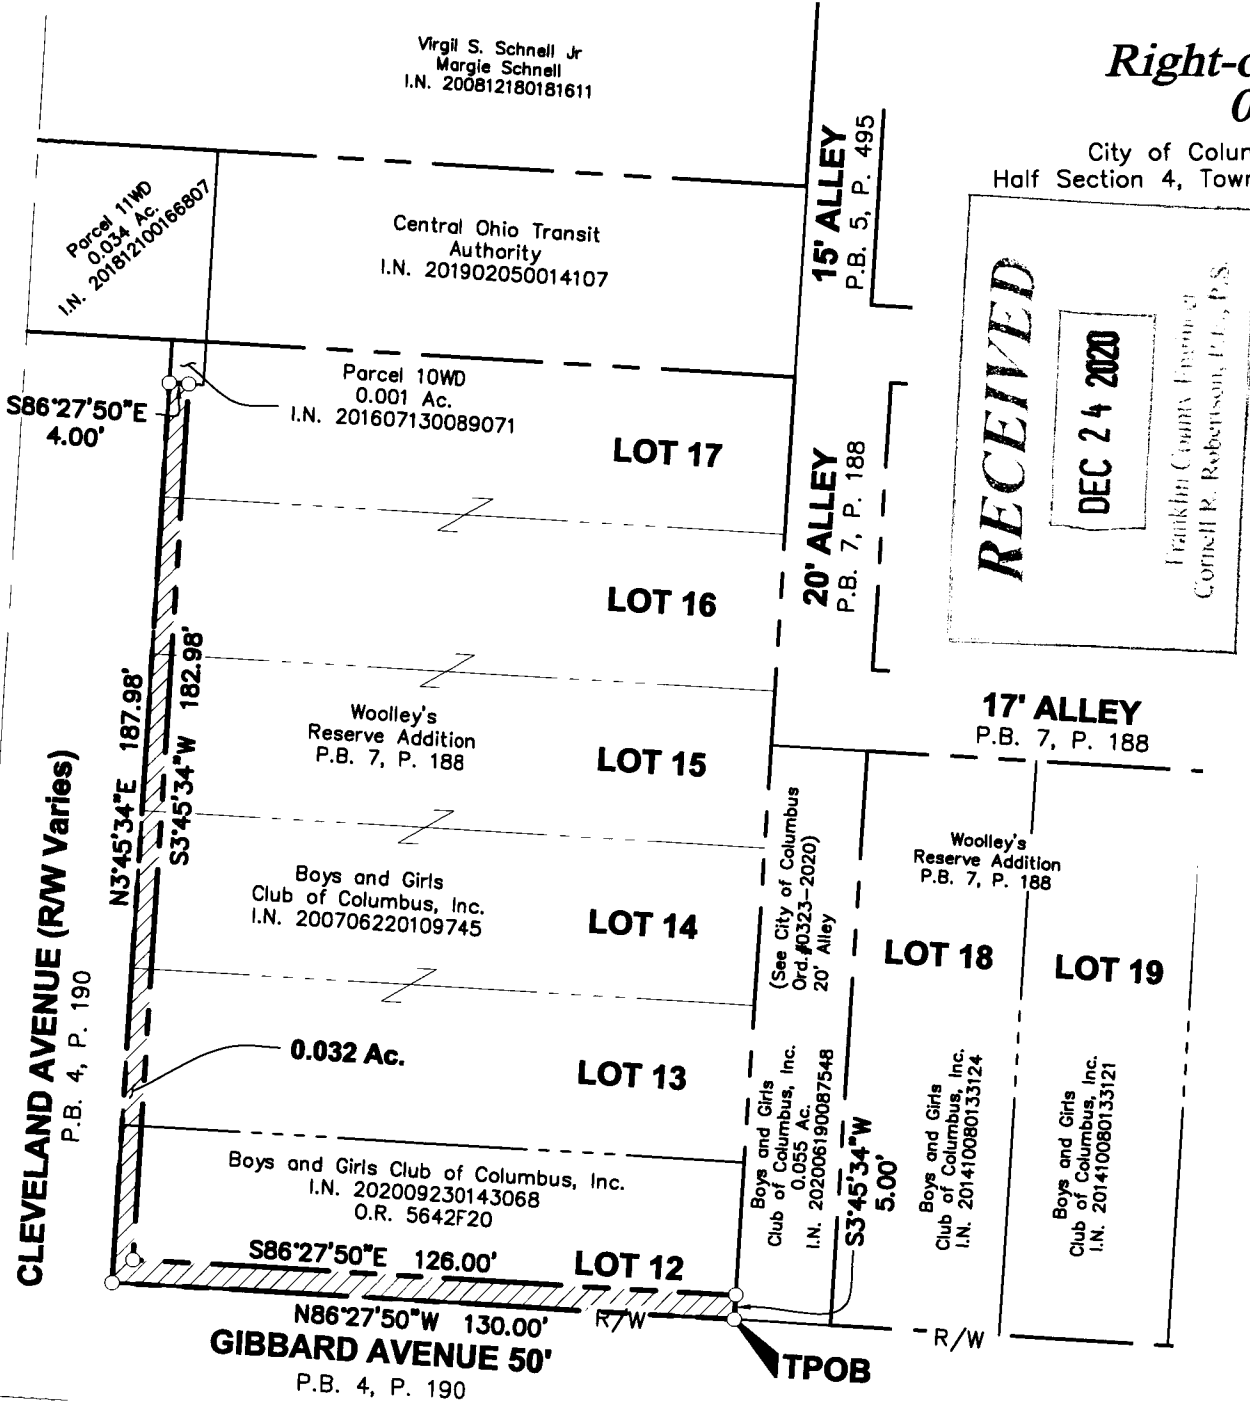 Virgil S. Schnell Jr
Margie Schnell
I.N. 200812180181611
Right-
City of Colu
Half Section 4, Tow
15' ALLEY
P.B. 5, P. 495
Parcel 11WD
0.034 Ac.
I.N. 201812100166807
Central Ohio Transit
Authority
I.N. 201902050014107
RECEIVED
DEC 24 2020
Franklin County Engineer
Cornell R. Robertson, P.E., P.S.
Parcel 10WD
0.001 Ac.
I.N. 201607130089071
S86°27'50"E
4.00'
LOT 17
20' ALLEY
P.B. 7, P. 188
LOT 16
N3°45'34"E 187.98'
S3°45'34"W 182.98'
Woolley's
Reserve Addition
P.B. 7, P. 188
LOT 15
17' ALLEY
P.B. 7, P. 188
CLEVELAND AVENUE (R/W Varies)
P.B. 4, P. 190
Boys and Girls
Club of Columbus, Inc.
I.N. 200706220109745
LOT 14
(See City of Columbus
Ord.#0323-2020)
20' Alley
Woolley's
Reserve Addition
P.B. 7, P. 188
LOT 18
LOT 19
0.032 Ac.
LOT 13
Boys and Girls
Club of Columbus, Inc.
0.055 Ac.
I.N. 202006190087548
S3°45'34"W
5.00'
Boys and Girls
Club of Columbus, Inc.
I.N. 201410080133124
Boys and Girls
Club of Columbus, Inc.
I.N. 201410080133121
Boys and Girls Club of Columbus, Inc.
I.N. 202009230143068
O.R. 5642F20
S86°27'50"E 126.00'
LOT 12
N86°27'50"W 130.00'
R/W
R/W
GIBBARD AVENUE 50'
P.B. 4, P. 190
TPOB